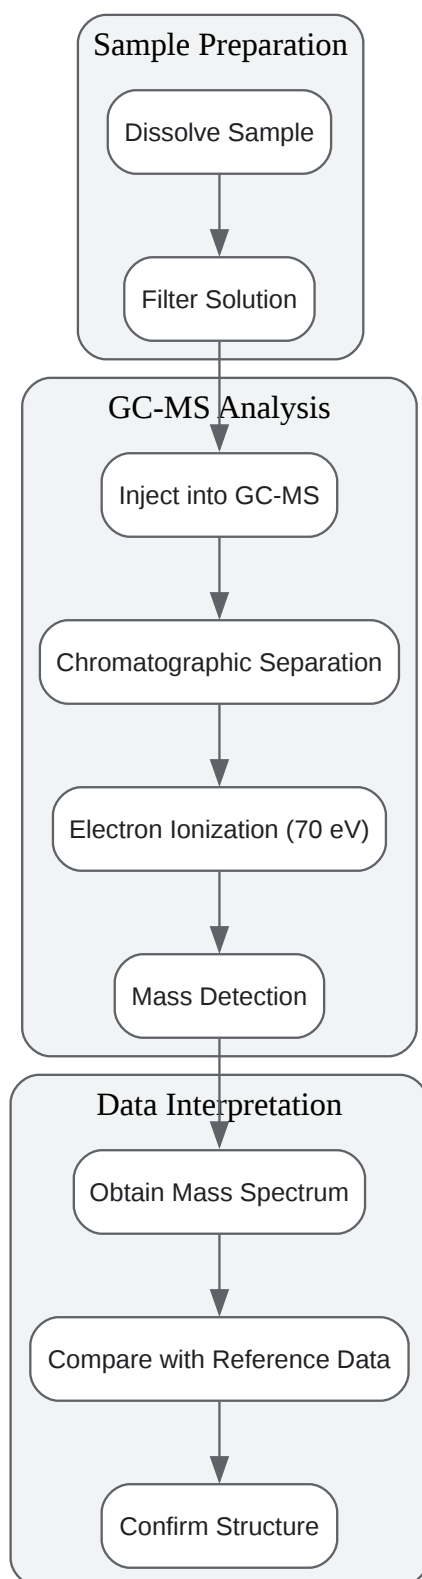 Sample Preparation
Dissolve Sample
Filter Solution
GC-MS Analysis
Inject into GC-MS
Chromatographic Separation
Electron Ionization (70 eV)
Mass Detection
Data Interpretation
Obtain Mass Spectrum
Compare with Reference Data
Confirm Structure